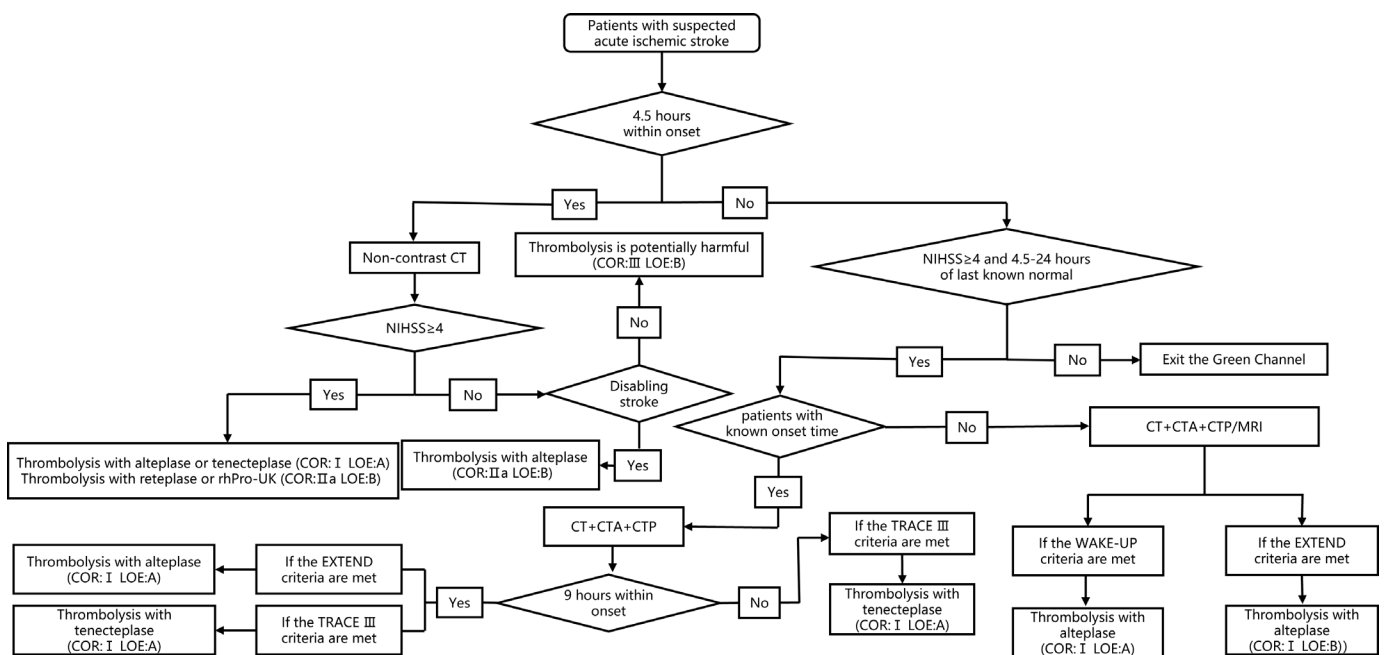 Patients with suspected
acute ischemic stroke
4.5 hours
within onset
Yes
No
Non-contrast CT
Thrombolysis is potentially harmful
(COR:Ⅲ LOE:B)
NIHSS≥4 and 4.5-24 hours
of last known normal
NIHSS≥4
No
Yes
No
Exit the Green Channel
Yes
No
Disabling
stroke
patients with
known onset time
No
CT+CTA+CTP/MRI
Thrombolysis with alteplase or tenecteplase (COR: Ⅰ LOE:A)
Thrombolysis with reteplase or rhPro-UK (COR:Ⅱa LOE:B)
Thrombolysis with alteplase
(COR:Ⅱa LOE:B)
Yes
Yes
CT+CTA+CTP
If the TRACE Ⅲ
criteria are met
If the WAKE-UP
criteria are met
If the EXTEND
criteria are met
Thrombolysis with alteplase
(COR: Ⅰ LOE:A)
If the EXTEND
criteria are met
Yes
9 hours within
onset
No
Thrombolysis with
tenecteplase
(COR: Ⅰ LOE:A)
If the TRACE Ⅲ
criteria are met
Thrombolysis with
tenecteplase
(COR: Ⅰ LOE:A)
Thrombolysis with
alteplase
(COR: Ⅰ LOE:A)
Thrombolysis with
alteplase
(COR: Ⅰ LOE:B))